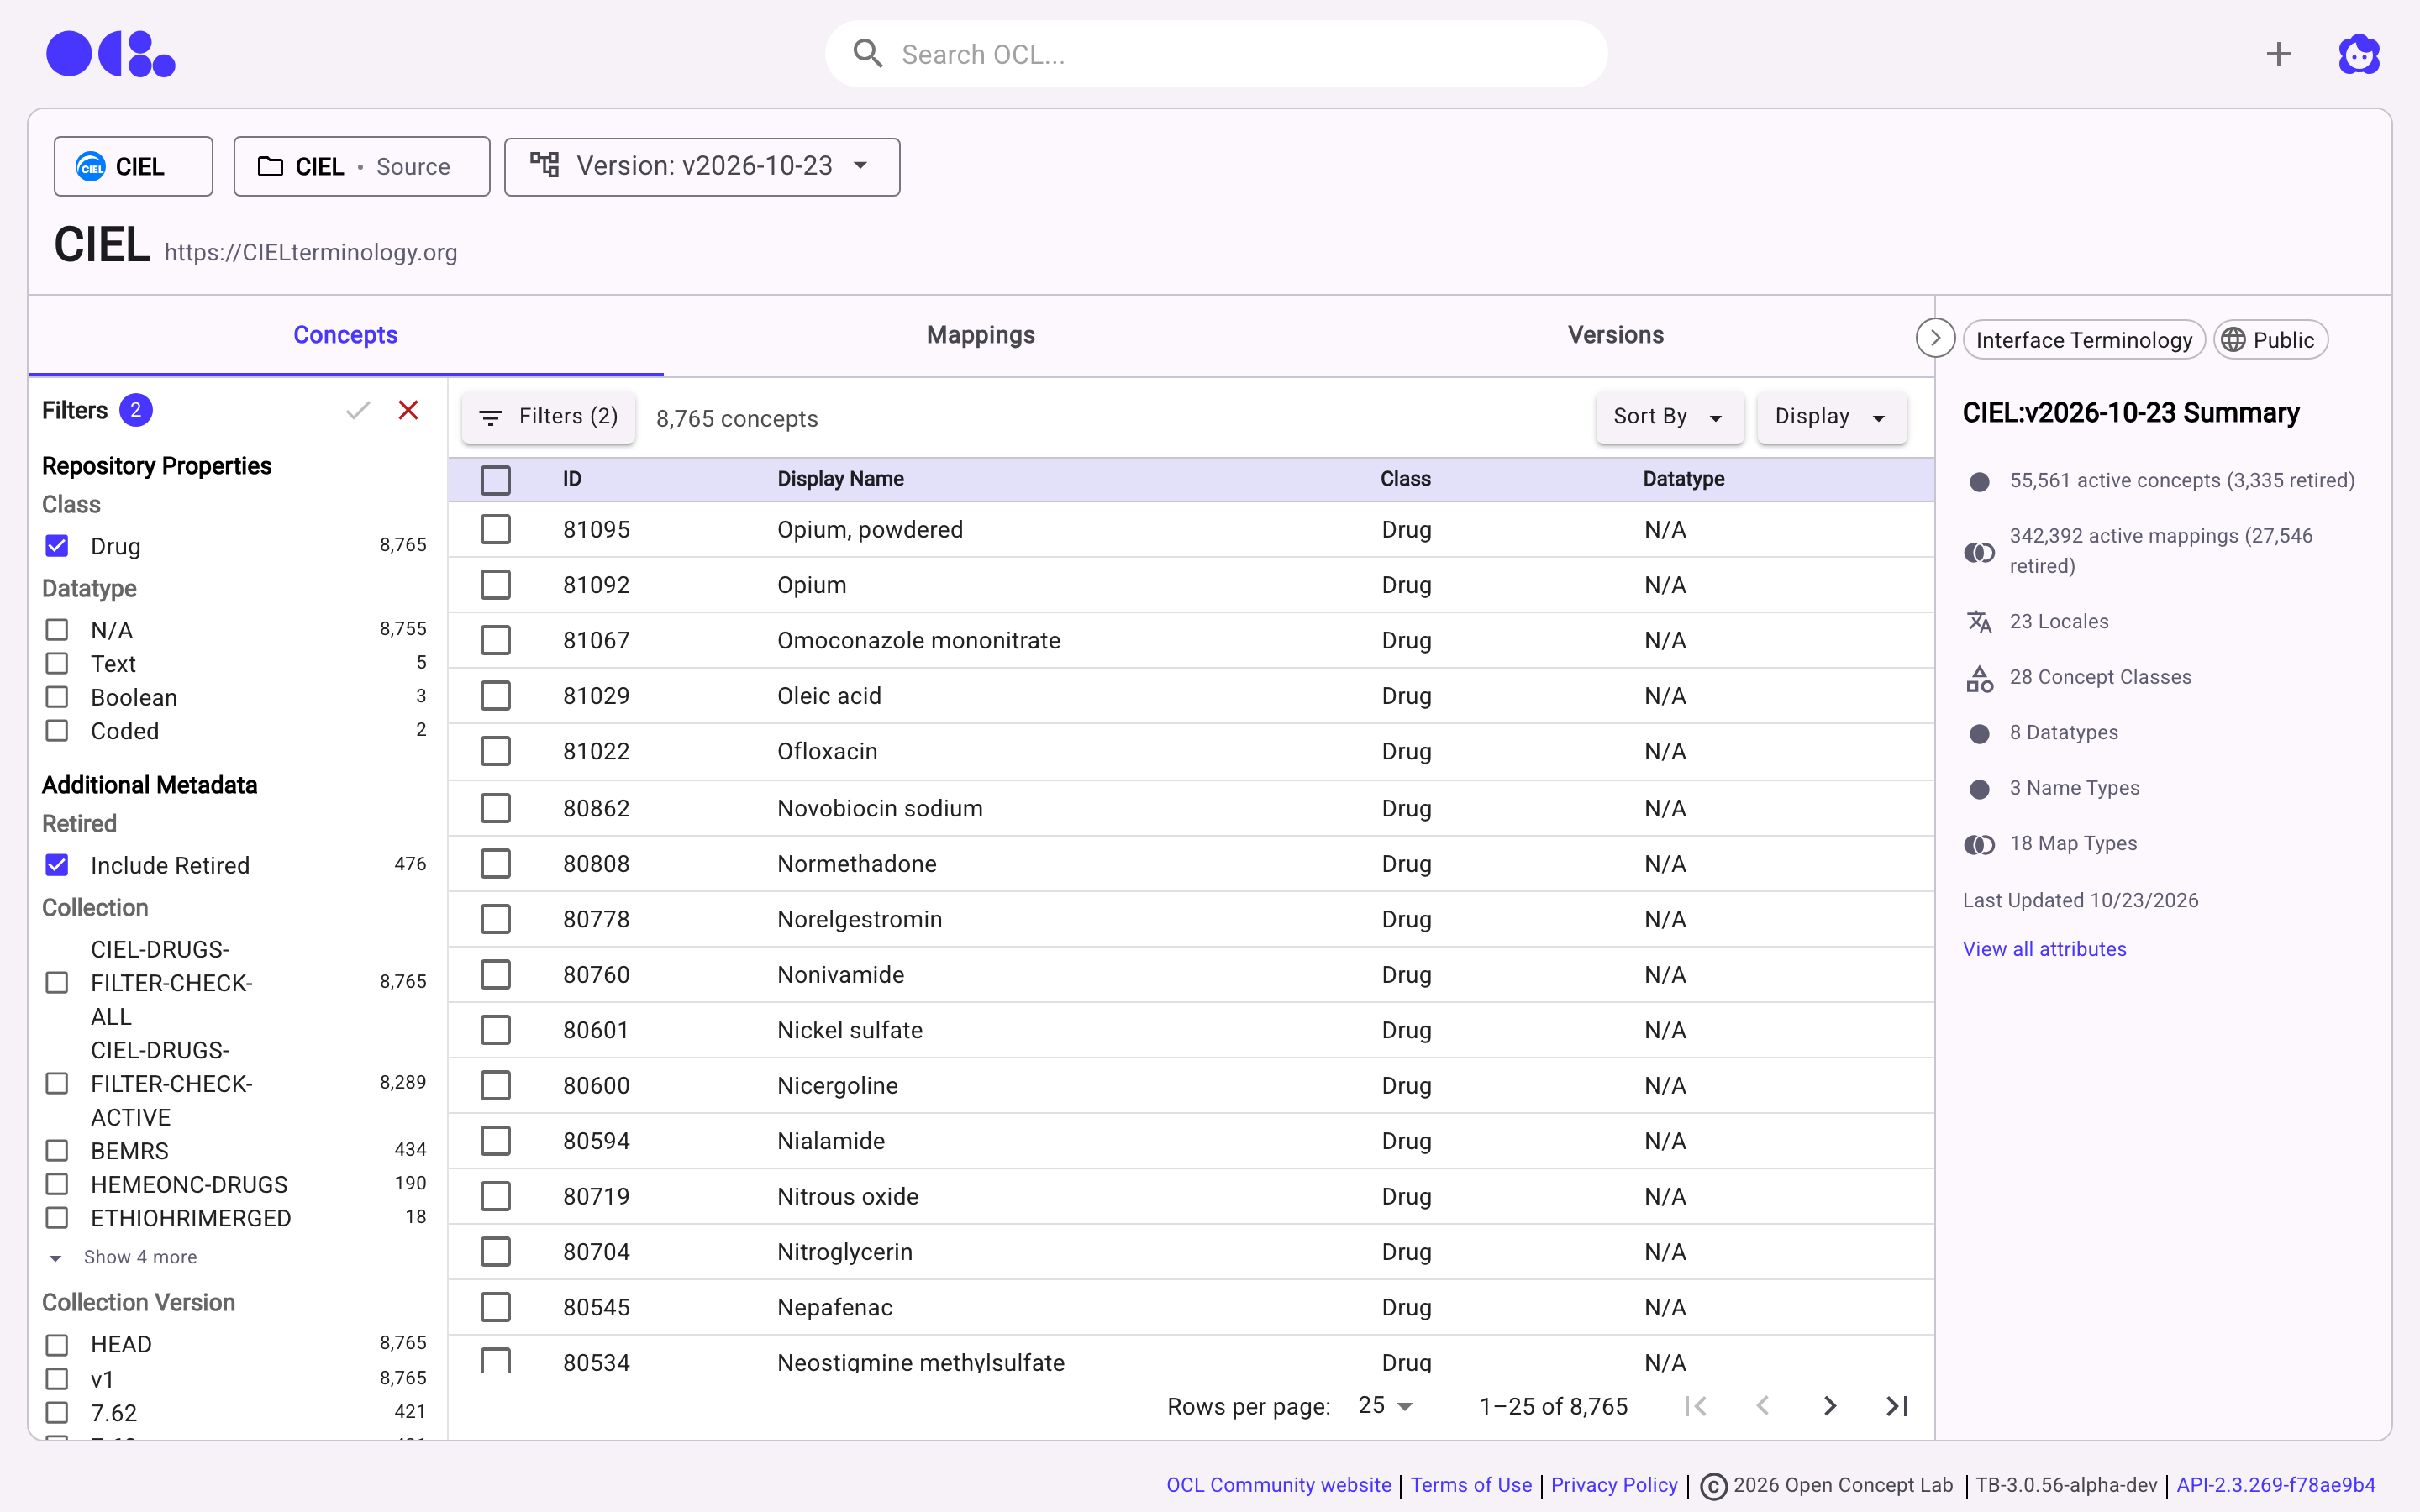 Search OCL...
CIEL CIEL
CIEL • Source
Version: v2026-10-23
CIEL https://CIELterminology.org
Concepts
Mappings
Versions
Filters 2
Repository Properties
Class
Drug 8,765
Datatype
N/A 8,755
Text 5
Boolean 3
Coded 2
Additional Metadata
Retired
Include Retired 476
Collection
CIEL-DRUGS-
FILTER-CHECK- 8,765
ALL
CIEL-DRUGS-
FILTER-CHECK- 8,289
ACTIVE
BEMRS 434
HEMEONC-DRUGS 190
ETHIOHRIMERGED 18
Show 4 more
Collection Version
HEAD 8,765
v1 8,765
7.62 421
Filters (2) 8,765 concepts
Sort By
Display
ID Display Name Class Datatype
81095 Opium, powdered Drug N/A
81092 Opium Drug N/A
81067 Omoconazole mononitrate Drug N/A
81029 Oleic acid Drug N/A
81022 Ofloxacin Drug N/A
80862 Novobiocin sodium Drug N/A
80808 Normethadone Drug N/A
80778 Norelgestromin Drug N/A
80760 Nonivamide Drug N/A
80601 Nickel sulfate Drug N/A
80600 Nicergoline Drug N/A
80594 Nialamide Drug N/A
80719 Nitrous oxide Drug N/A
80704 Nitroglycerin Drug N/A
80545 Nepafenac Drug N/A
80534 Neostigmine methylsulfate Drug N/A
Rows per page: 25 1–25 of 8,765
Interface Terminology
Public
CIEL:v2026-10-23 Summary
55,561 active concepts (3,335 retired)
342,392 active mappings (27,546
retired)
23 Locales
28 Concept Classes
8 Datatypes
3 Name Types
18 Map Types
Last Updated 10/23/2026
View all attributes
OCL Community website | Terms of Use | Privacy Policy | © 2026 Open Concept Lab | TB-3.0.56-alpha-dev | API-2.3.269-f78ae9b4